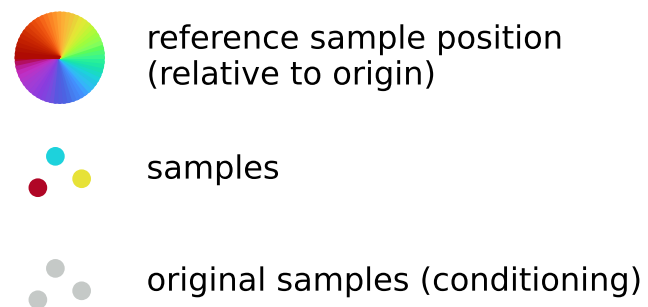 reference sample position
(relative to origin)
samples
original samples (conditioning)